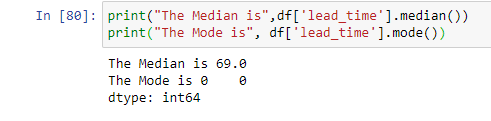 In [80]: print("The Median is",df['lead_time'].median())
print("The Mode is", df['lead_time'].mode())
The Median is 69.0
The Mode is 0    0
dtype: int64